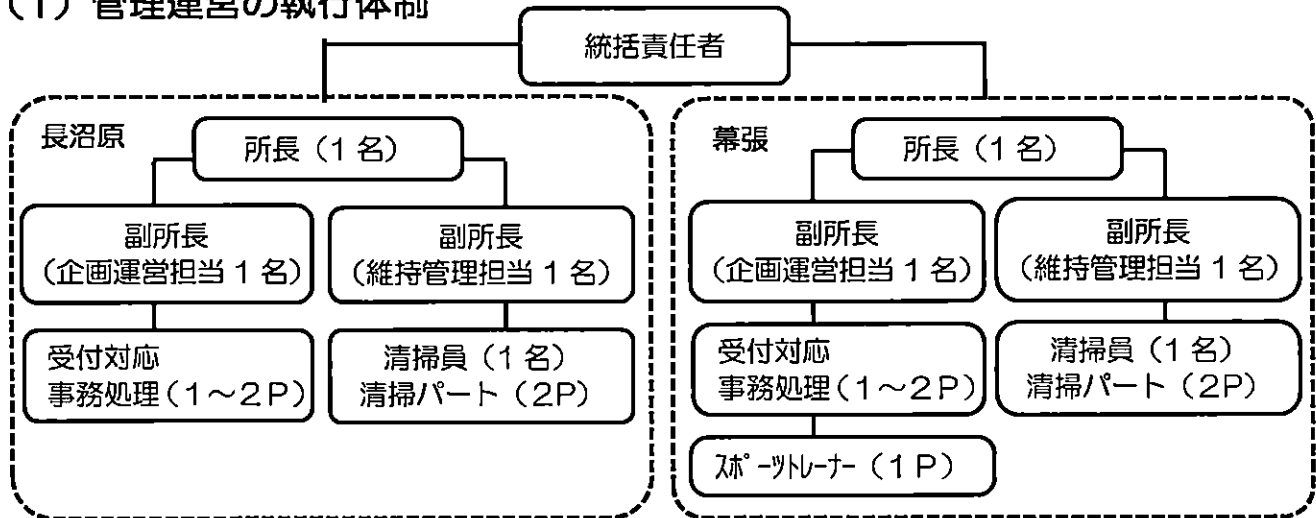 (1) 管理運営の執行体制
統括責任者
長沼原
所長（1名）
副所長
（企画運営担当1名）
副所長
（維持管理担当1名）
受付対応
事務処理（1～2P）
清掃員（1名）
清掃パート（2P）
幕張
所長（1名）
副所長
（企画運営担当1名）
副所長
（維持管理担当1名）
受付対応
事務処理（1～2P）
清掃員（1名）
清掃パート（2P）
ｽﾎﾟｰﾂﾄﾚｰﾅｰ（1P）